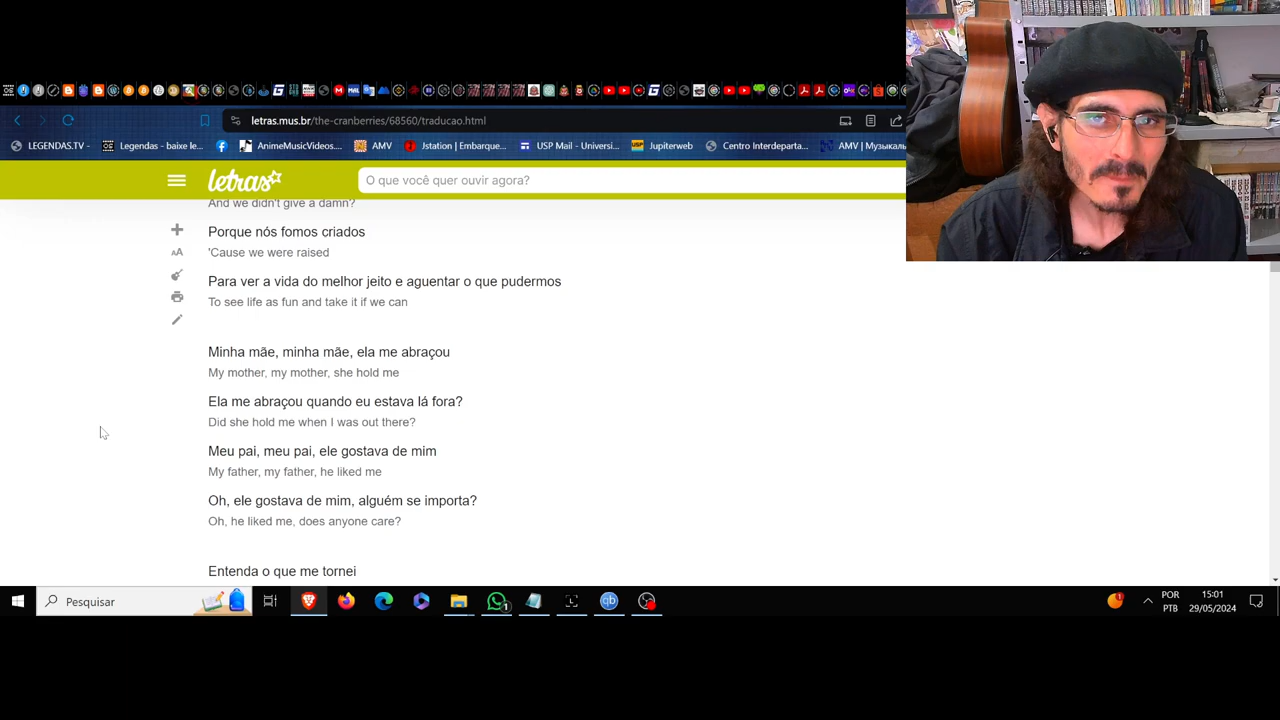 letras.mus.br/the-cranberries/68560/traducao.html
LEGENDAS.TV - Legendas - baixe le... AnimeMusicVideos.... AMV Jstation | Embarque... USP Mail - Universi... Jupiterweb Centro Interdeparta... AMV | Музыкаль
letras O que você quer ouvir agora?
And we didn't give a damn?
Porque nós fomos criados
'Cause we were raised
Para ver a vida do melhor jeito e aguentar o que pudermos
To see life as fun and take it if we can
Minha mãe, minha mãe, ela me abraçou
My mother, my mother, she hold me
Ela me abraçou quando eu estava lá fora?
Did she hold me when I was out there?
Meu pai, meu pai, ele gostava de mim
My father, my father, he liked me
Oh, ele gostava de mim, alguém se importa?
Oh, he liked me, does anyone care?
Entenda o que me tornei
Pesquisar
POR 15:01
PTB 29/05/2024